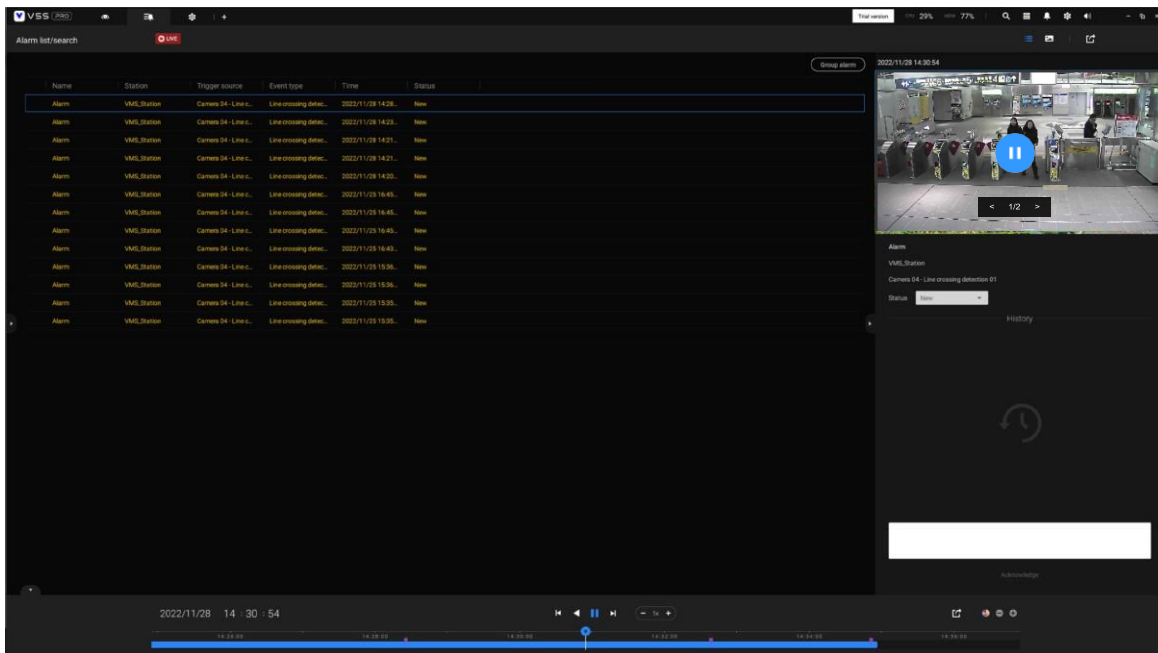 VSS PRO
Trial version
29%
77%
Alarm list/search
LIVE
Group alarm
2022/11/28 14:30:54
Name Station Trigger source Event type Time Status
Alarm VMS_Station Camera 04 - Line c... Line crossing detec... 2022/11/28 14:28... New
Alarm VMS_Station Camera 04 - Line c... Line crossing detec... 2022/11/28 14:23... New
Alarm VMS_Station Camera 04 - Line c... Line crossing detec... 2022/11/28 14:21... New
Alarm VMS_Station Camera 04 - Line c... Line crossing detec... 2022/11/28 14:21... New
Alarm VMS_Station Camera 04 - Line c... Line crossing detec... 2022/11/28 14:20... New
Alarm VMS_Station Camera 04 - Line c... Line crossing detec... 2022/11/25 16:45... New
Alarm VMS_Station Camera 04 - Line c... Line crossing detec... 2022/11/25 16:45... New
Alarm VMS_Station Camera 04 - Line c... Line crossing detec... 2022/11/25 16:45... New
Alarm VMS_Station Camera 04 - Line c... Line crossing detec... 2022/11/25 16:43... New
Alarm VMS_Station Camera 04 - Line c... Line crossing detec... 2022/11/25 15:36... New
Alarm VMS_Station Camera 04 - Line c... Line crossing detec... 2022/11/25 15:36... New
Alarm VMS_Station Camera 04 - Line c... Line crossing detec... 2022/11/25 15:35... New
Alarm VMS_Station Camera 04 - Line c... Line crossing detec... 2022/11/25 15:35... New
< 1/2 >
Alarm
VMS_Station
Camera 04 - Line crossing detection 01
Status New
History
Acknowledge
2022/11/28 14 : 30 : 54
1x
14:28:00 14:30:00 14:32:00 14:34:00